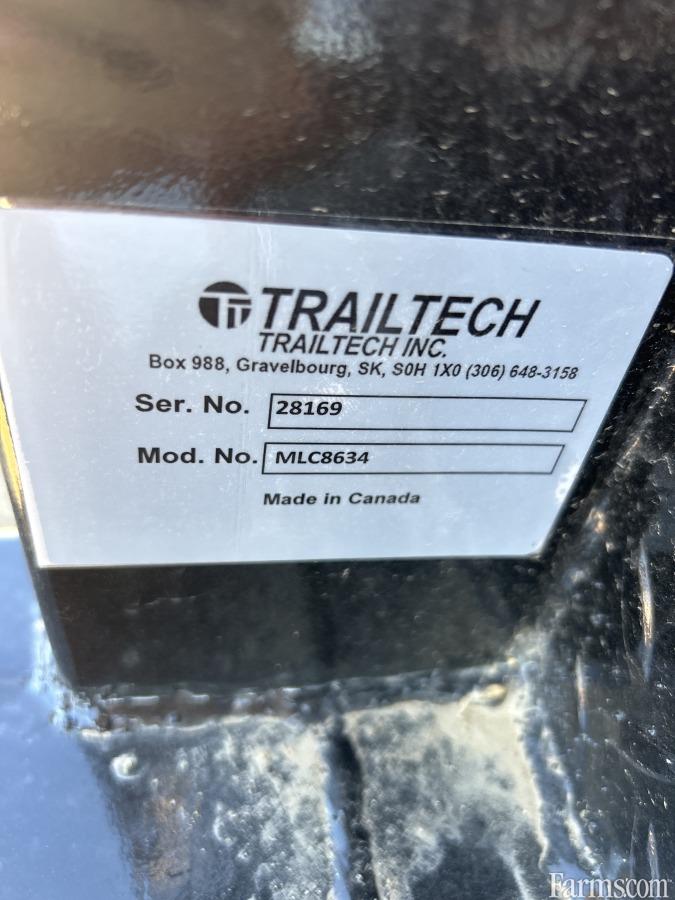 TT TRAILTECH
TRAILTECH INC.
Box 988, Gravelbourg, SK, S0H 1X0 (306) 648-3158
Ser. No. 28169
Mod. No. MLC8634
Made in Canada
Farms.com